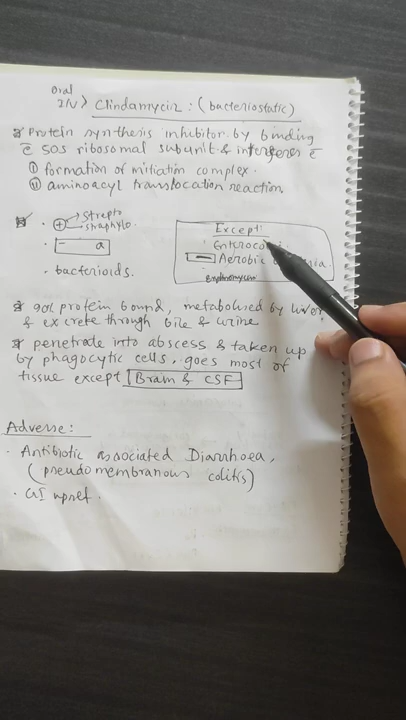 Oral
I/V > Clindamycin : (bacteriostatic)
Protein synthesis inhibitor by binding
c̄ 50s ribosomal subunit & interferes c̄
(i) formation of initiation complex.
(ii) aminoacyl translocation reaction.
+ → Strepto
→ staphylo.
- a
- bacterioids.
Except:
Enterococci
- Aerobic
Erythromycin
90% protein bound, metabolised by liver
& excrete through bile & urine
penetrate into abscess & taken up
by phagocytic cells, goes most of
tissue except Brain & CSF
Adverse:
· Antibiotic associated Diarrhoea,
(pseudomembranous colitis)
· GI upset.